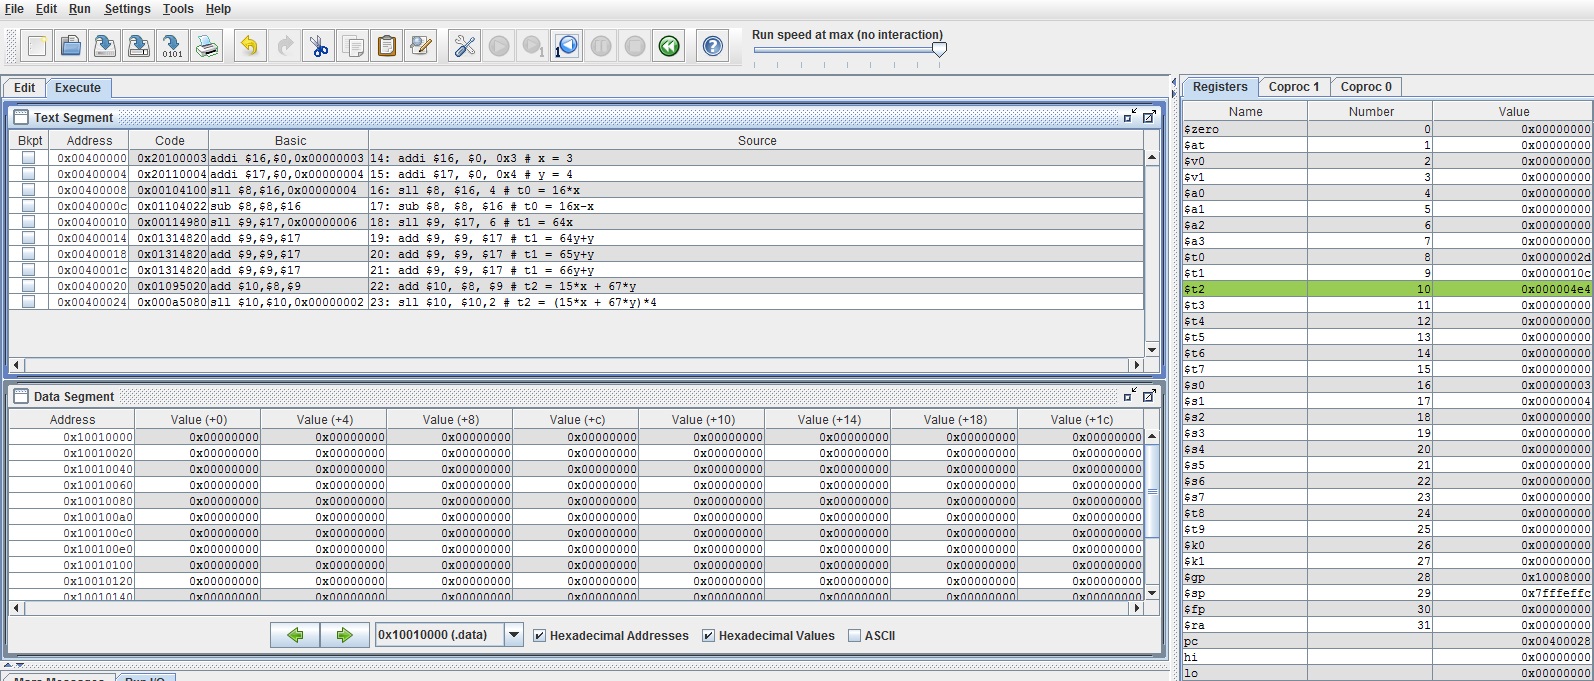 File Edit Run Settings Tools Help
Run speed at max (no interaction)
Edit Execute
Text Segment
Bkpt Address Code Basic Source
0x00400000 0x20100003 addi $16,$0,0x00000003 14: addi $16, $0, 0x3 # x = 3
0x00400004 0x20110004 addi $17,$0,0x00000004 15: addi $17, $0, 0x4 # y = 4
0x00400008 0x00104100 sll $8,$16,0x00000004 16: sll $8, $16, 4 # t0 = 16*x
0x0040000c 0x01104022 sub $8,$8,$16 17: sub $8, $8, $16 # t0 = 16x-x
0x00400010 0x00114980 sll $9,$17,0x00000006 18: sll $9, $17, 6 # t1 = 64x
0x00400014 0x01314820 add $9,$9,$17 19: add $9, $9, $17 # t1 = 64y+y
0x00400018 0x01314820 add $9,$9,$17 20: add $9, $9, $17 # t1 = 65y+y
0x0040001c 0x01314820 add $9,$9,$17 21: add $9, $9, $17 # t1 = 66y+y
0x00400020 0x01095020 add $10,$8,$9 22: add $10, $8, $9 # t2 = 15*x + 67*y
0x00400024 0x000a5080 sll $10,$10,0x00000002 23: sll $10, $10,2 # t2 = (15*x + 67*y)*4
Data Segment
Address Value (+0) Value (+4) Value (+8) Value (+c) Value (+10) Value (+14) Value (+18) Value (+1c)
0x10010000 0x00000000 0x00000000 0x00000000 0x00000000 0x00000000 0x00000000 0x00000000 0x00000000
0x10010020 0x00000000 0x00000000 0x00000000 0x00000000 0x00000000 0x00000000 0x00000000 0x00000000
0x10010040 0x00000000 0x00000000 0x00000000 0x00000000 0x00000000 0x00000000 0x00000000 0x00000000
0x10010060 0x00000000 0x00000000 0x00000000 0x00000000 0x00000000 0x00000000 0x00000000 0x00000000
0x10010080 0x00000000 0x00000000 0x00000000 0x00000000 0x00000000 0x00000000 0x00000000 0x00000000
0x100100a0 0x00000000 0x00000000 0x00000000 0x00000000 0x00000000 0x00000000 0x00000000 0x00000000
0x100100c0 0x00000000 0x00000000 0x00000000 0x00000000 0x00000000 0x00000000 0x00000000 0x00000000
0x100100e0 0x00000000 0x00000000 0x00000000 0x00000000 0x00000000 0x00000000 0x00000000 0x00000000
0x10010100 0x00000000 0x00000000 0x00000000 0x00000000 0x00000000 0x00000000 0x00000000 0x00000000
0x10010120 0x00000000 0x00000000 0x00000000 0x00000000 0x00000000 0x00000000 0x00000000 0x00000000
0x10010140 0x00000000 0x00000000 0x00000000 0x00000000 0x00000000 0x00000000 0x00000000 0x00000000
0x10010000 (.data) Hexadecimal Addresses Hexadecimal Values ASCII
Registers Coproc 1 Coproc 0
Name Number Value
$zero 0 0x00000000
$at 1 0x00000000
$v0 2 0x00000000
$v1 3 0x00000000
$a0 4 0x00000000
$a1 5 0x00000000
$a2 6 0x00000000
$a3 7 0x00000000
$t0 8 0x0000002d
$t1 9 0x0000010c
$t2 10 0x000004e4
$t3 11 0x00000000
$t4 12 0x00000000
$t5 13 0x00000000
$t6 14 0x00000000
$t7 15 0x00000000
$s0 16 0x00000003
$s1 17 0x00000004
$s2 18 0x00000000
$s3 19 0x00000000
$s4 20 0x00000000
$s5 21 0x00000000
$s6 22 0x00000000
$s7 23 0x00000000
$t8 24 0x00000000
$t9 25 0x00000000
$k0 26 0x00000000
$k1 27 0x00000000
$gp 28 0x10008000
$sp 29 0x7fffeffc
$fp 30 0x00000000
$ra 31 0x00000000
pc 0x00400028
hi 0x00000000
lo 0x00000000